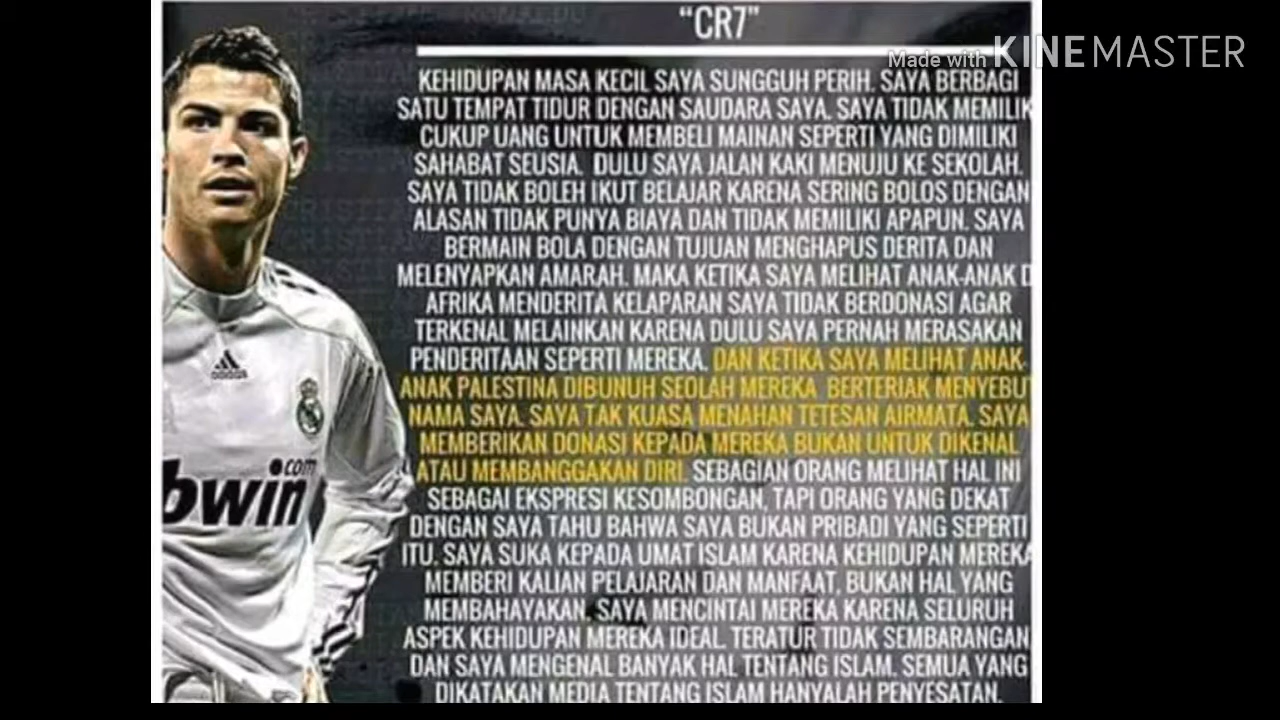 "CR7"
Made with KINEMASTER
KEHIDUPAN MASA KECIL SAYA SUNGGUH PERIH. SAYA BERBAGI
SATU TEMPAT TIDUR DENGAN SAUDARA SAYA. SAYA TIDAK MEMILIK
CUKUP UANG UNTUK MEMBELI MAINAN SEPERTI YANG DIMILIKI
SAHABAT SEUSIA. DULU SAYA JALAN KAKI MENUJU KE SEKOLAH.
SAYA TIDAK BOLEH IKUT BELAJAR KARENA SERING BOLOS DENGAN
ALASAN TIDAK PUNYA BIAYA DAN TIDAK MEMILIKI APAPUN. SAYA
BERMAIN BOLA DENGAN TUJUAN MENGHAPUS DERITA DAN
MELENYAPKAN AMARAH. MAKA KETIKA SAYA MELIHAT ANAK-ANAK D
AFRIKA MENDERITA KELAPARAN SAYA TIDAK BERDONASI AGAR
TERKENAL MELAINKAN KARENA DULU SAYA PERNAH MERASAKAN
PENDERITAAN SEPERTI MEREKA. DAN KETIKA SAYA MELIHAT ANAK-
ANAK PALESTINA DIBUNUH SEOLAH MEREKA BERTERIAK MENYEBUT
NAMA SAYA. SAYA TAK KUASA MENAHAN TETESAN AIRMATA. SAYA
MEMBERIKAN DONASI KEPADA MEREKA BUKAN UNTUK DIKENAL
ATAU MEMBANGGAKAN DIRI. SEBAGIAN ORANG MELIHAT HAL INI
SEBAGAI EKSPRESI KESOMBONGAN, TAPI ORANG YANG DEKAT
DENGAN SAYA TAHU BAHWA SAYA BUKAN PRIBADI YANG SEPERTI
ITU. SAYA SUKA KEPADA UMAT ISLAM KARENA KEHIDUPAN MEREKA
MEMBERI KALIAN PELAJARAN DAN MANFAAT, BUKAN HAL YANG
MEMBAHAYAKAN. SAYA MENCINTAI MEREKA KARENA SELURUH
ASPEK KEHIDUPAN MEREKA IDEAL. TERATUR TIDAK SEMBARANGAN
DAN SAYA MENGENAL BANYAK HAL TENTANG ISLAM. SEMUA YANG
DIKATAKAN MEDIA TENTANG ISLAM HANYALAH PENYESATAN.
adidas
bwin
.com